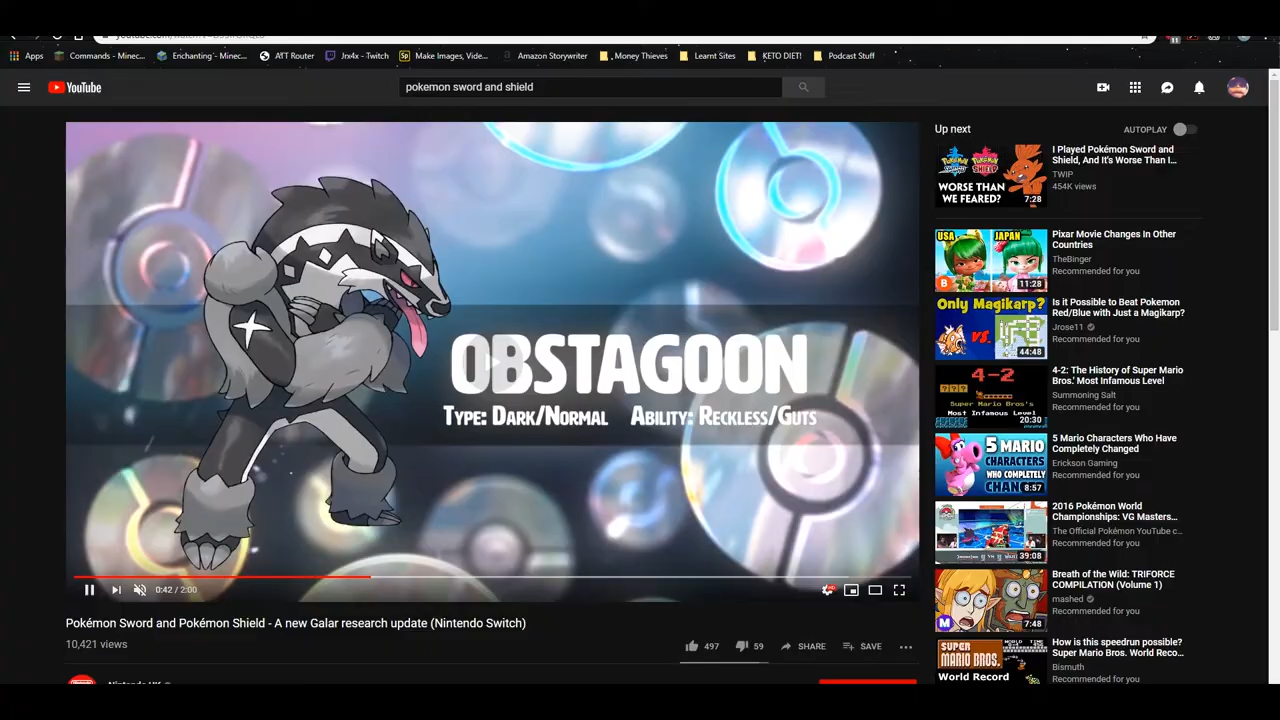 Apps
Commands - Minec...
Enchanting - Minec...
ATT Router
Jrx4x - Twitch
Make Images, Vide...
Amazon Storywriter
Money Thieves
Learnt Sites
KETO DIET!
Podcast Stuff
YouTube
pokemon sword and shield
OBSTAGOON
TYPE: DARK/NORMAL ABILITY: RECKLESS/GUTS
0:42 / 2:00
Pokémon Sword and Pokémon Shield - A new Galar research update (Nintendo Switch)
10,421 views
497
59
SHARE
SAVE
Up next
AUTOPLAY
WORSE THAN
WE FEARED?
7:28
I Played Pokémon Sword and
Shield, And It's Worse Than I...
TWIP
454K views
USA
JAPAN
11:28
Pixar Movie Changes In Other
Countries
TheBinger
Recommended for you
Only Magikarp?
VS.
44:48
Is it Possible to Beat Pokemon
Red/Blue with Just a Magikarp?
Jrose11
Recommended for you
4-2
Super Mario Bros's
Most Infamous Level
20:30
4-2: The History of Super Mario
Bros.' Most Infamous Level
Summoning Salt
Recommended for you
5 MARIO
CHARACTERS
WHO COMPLETELY
8:57
5 Mario Characters Who Have
Completely Changed
Erickson Gaming
Recommended for you
39:08
2016 Pokémon World
Championships: VG Masters...
The Official Pokémon YouTube c...
Recommended for you
7:48
Breath of the Wild: TRIFORCE
COMPILATION (Volume 1)
mashed
Recommended for you
SUPER
MARIO BROS.
World Record
How is this speedrun possible?
Super Mario Bros. World Reco...
Bismuth
Recommended for you